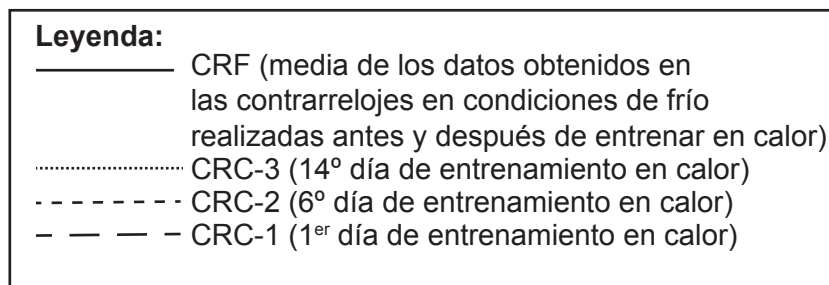 Leyenda:
CRF (media de los datos obtenidos en
las contrarrelojes en condiciones de frío
realizadas antes y después de entrenar en calor)
CRC-3 (14º día de entrenamiento en calor)
CRC-2 (6º día de entrenamiento en calor)
CRC-1 (1er día de entrenamiento en calor)